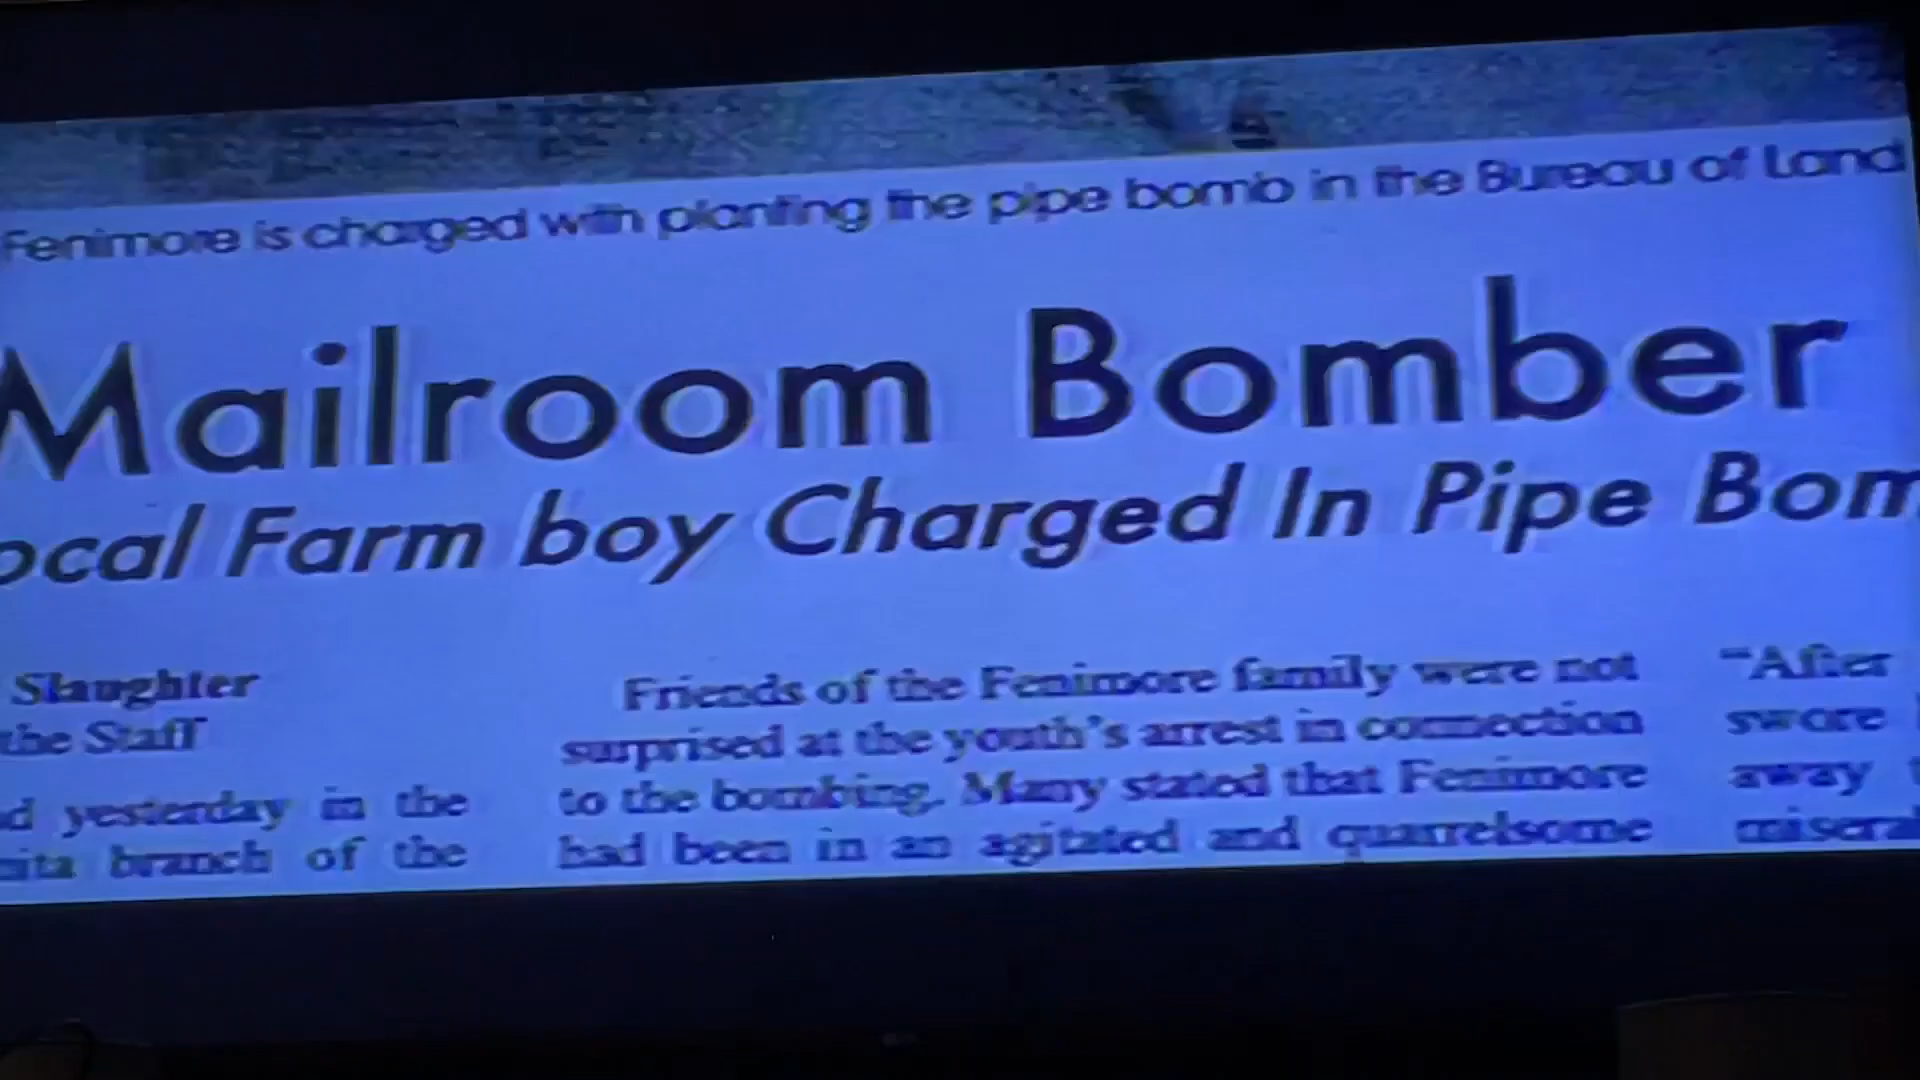 Fenimore is charged with planting the pipe bomb in the Bureau of Land
Mailroom Bomber
ocal Farm boy Charged In Pipe Bom
Slaughter
the Staff
d yesterday in the
ita branch of the
Friends of the Fenimore family were not
surprised at the youth's arrest in connection
to the bombing. Many stated that Fenimore
had been in an agitated and quarrelsome
"After
swore
away
miseral